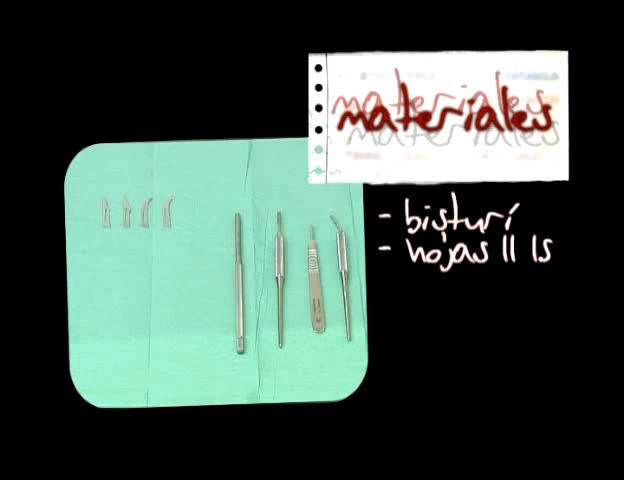 materiales
- bisturí
- hojas 11 15